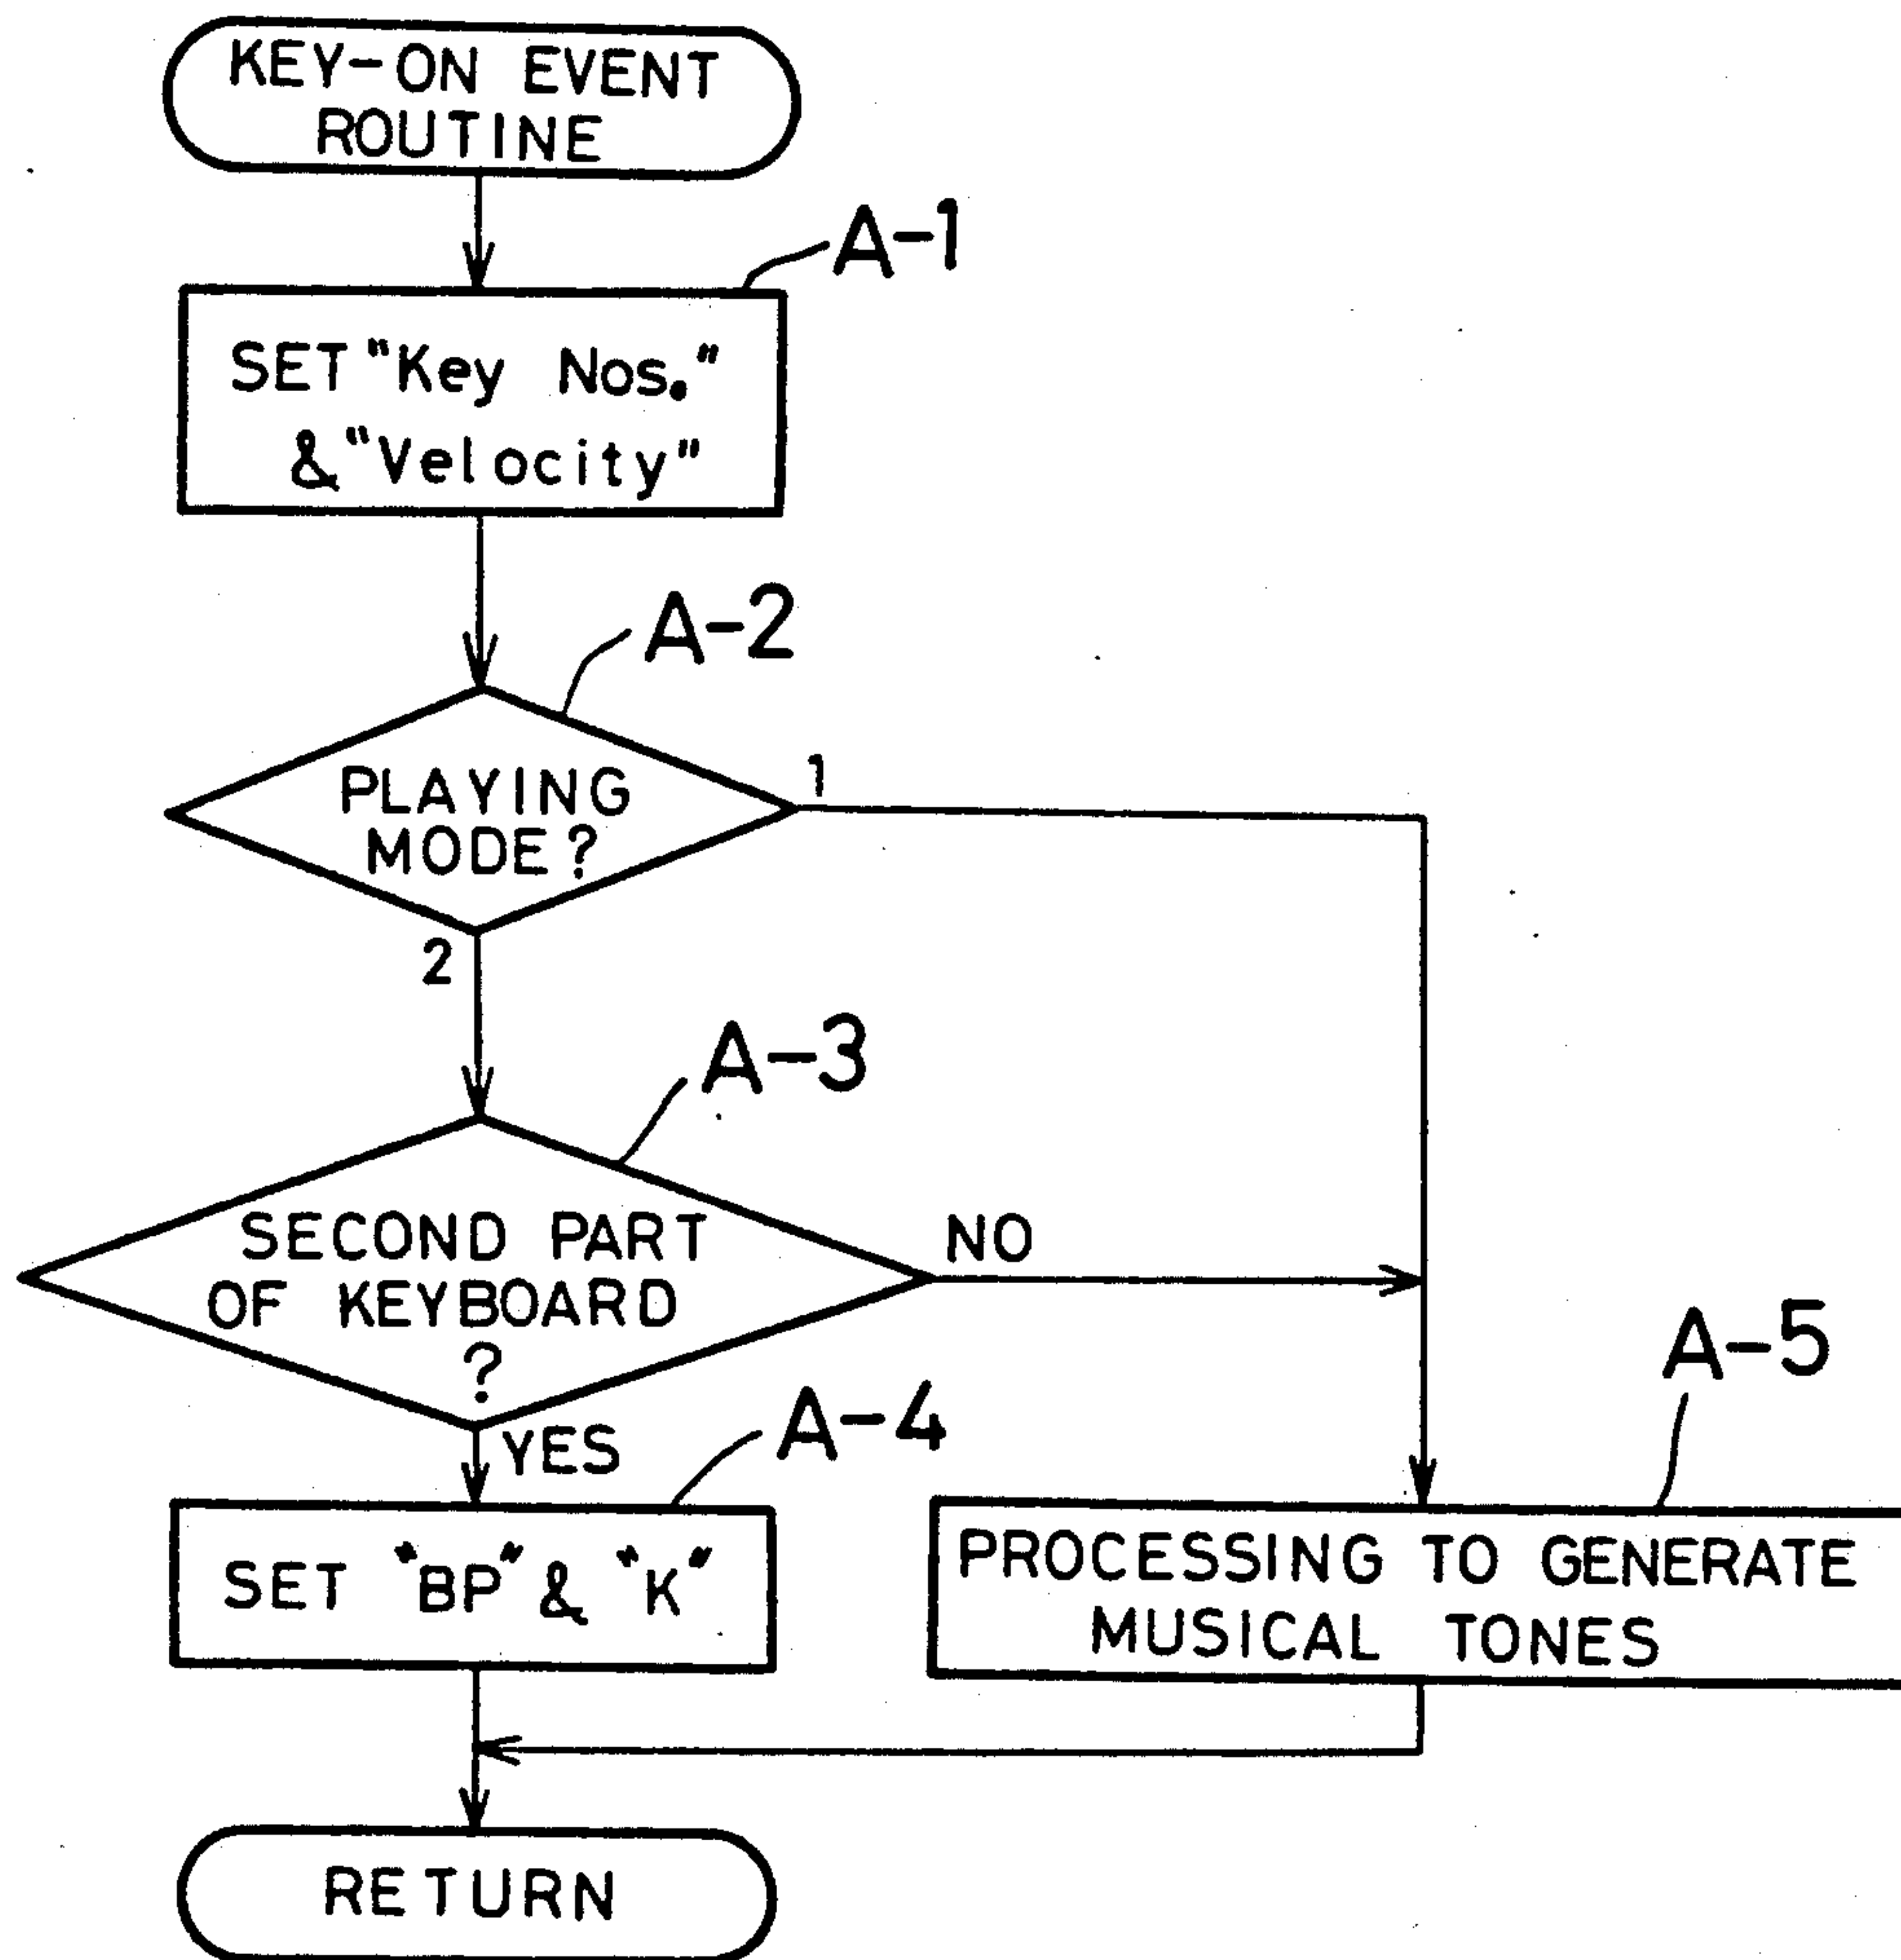 KEY-ON EVENT
ROUTINE
A-1
SET "Key Nos."
& "Velocity"
A-2
PLAYING
MODE?
1
2
A-3
SECOND PART
OF KEYBOARD
?
NO
YES
A-4
A-5
SET "BP" & "K"
PROCESSING TO GENERATE
MUSICAL TONES
RETURN